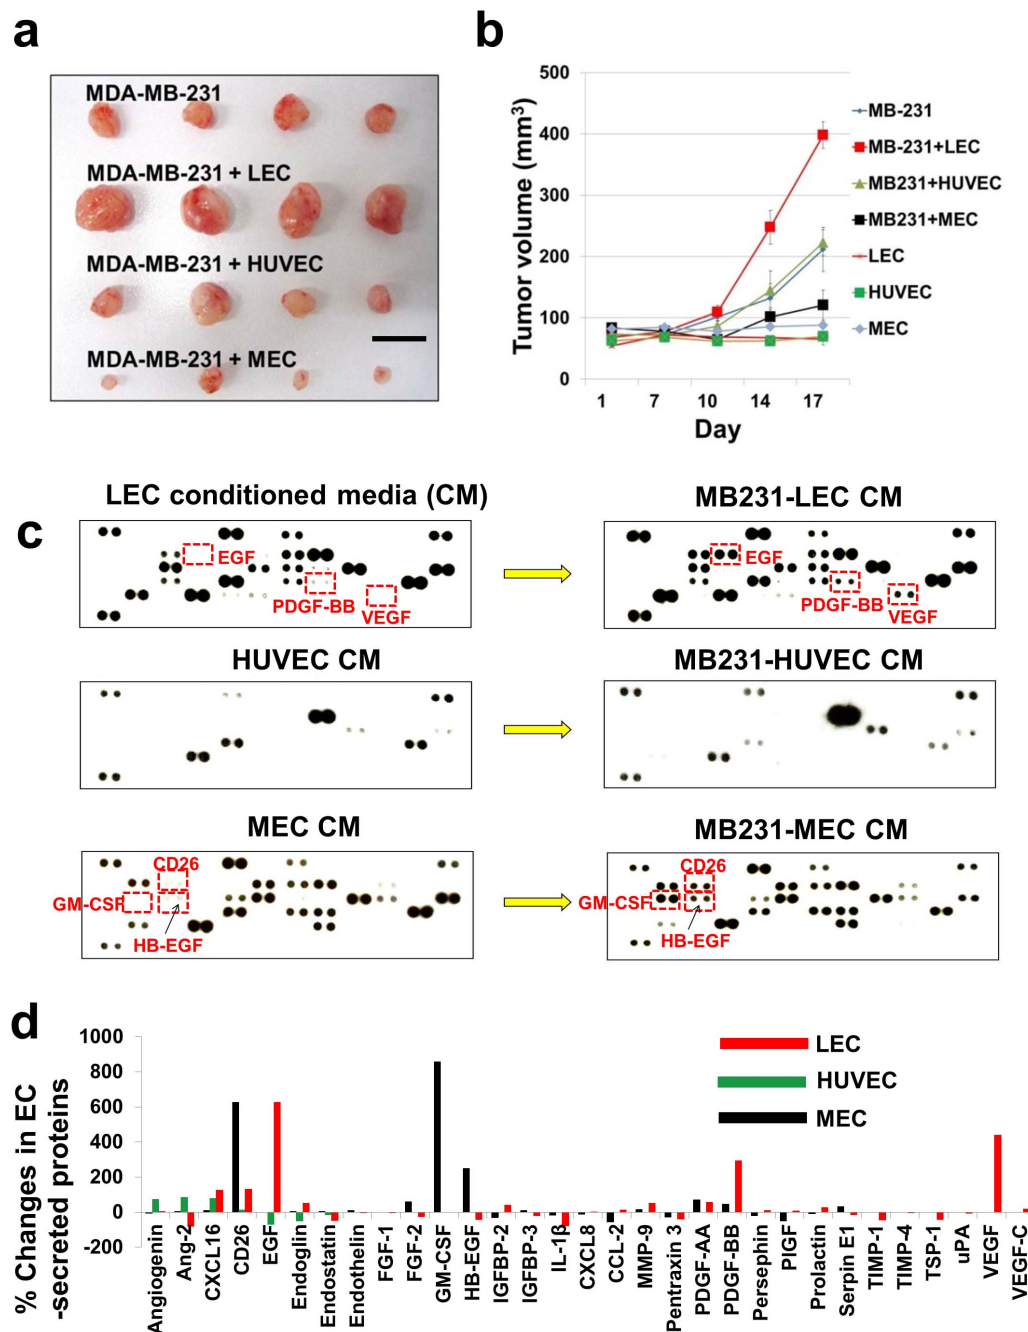 a
MDA-MB-231
MDA-MB-231 + LEC
MDA-MB-231 + HUVEC
MDA-MB-231 + MEC
b
Tumor volume (mm³)
500
400
300
200
100
0
1 7 10 14 17
Day
MB-231
MB-231+LEC
MB231+HUVEC
MB231+MEC
LEC
HUVEC
MEC
c
LEC conditioned media (CM)
EGF
PDGF-BB
VEGF
MB231-LEC CM
EGF
PDGF-BB
VEGF
HUVEC CM
MB231-HUVEC CM
MEC CM
CD26
GM-CSF
HB-EGF
MB231-MEC CM
CD26
GM-CSF
HB-EGF
d
% Changes in EC
-secreted proteins
1000
800
600
400
200
0
-200
LEC
HUVEC
MEC
Angiogenin
Ang-2
CXCL16
CD26
EGF
Endoglin
Endostatin
Endothelin
FGF-1
FGF-2
GM-CSF
HB-EGF
IGFBP-2
IGFBP-3
IL-1β
CXCL8
CCL-2
MMP-9
Pentraxin 3
PDGF-AA
PDGF-BB
Persephin
PlGF
Prolactin
Serpin E1
TIMP-1
TIMP-4
TSP-1
uPA
VEGF
VEGF-C